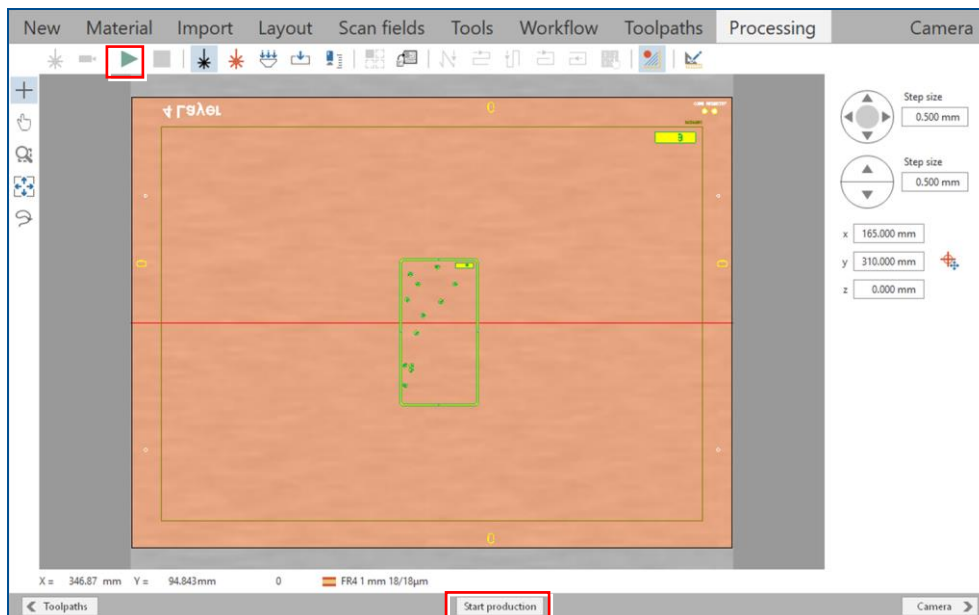 New Material Import Layout Scan fields Tools Workflow Toolpaths Processing Camera
4 Layer
0
Step size
0.500 mm
Step size
0.500 mm
x 165.000 mm
y 310.000 mm
z 0.000 mm
0
X = 346.87 mm Y = 94.843mm 0 FR4 1 mm 18/18µm
Toolpaths Start production Camera